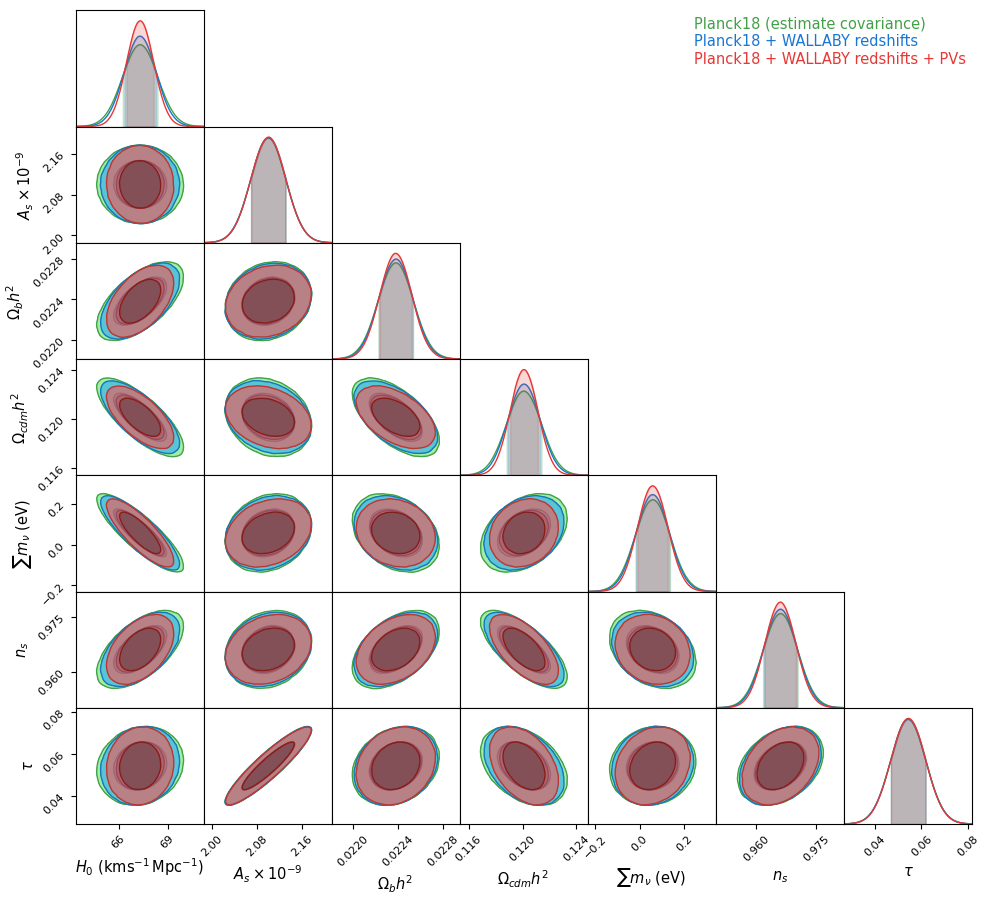 Planck18 (estimate covariance)
Planck18 + WALLABY redshifts
Planck18 + WALLABY redshifts + PVs
2.16
2.08
2.00
A_s × 10^{-9}
0.0228
0.0224
0.0220
Ω_b h^2
0.124
0.120
0.116
Ω_{cdm} h^2
0.2
0.0
−0.2
∑m_ν (eV)
0.975
0.960
n_s
0.08
0.06
0.04
τ
66 69
2.00 2.08 2.16
0.0220 0.0224 0.0228
0.116 0.120 0.124
−0.2 0.0 0.2
0.960 0.975
0.04 0.06 0.08
H_0 (kms^{−1} Mpc^{−1})
A_s × 10^{-9}
Ω_b h^2
Ω_{cdm} h^2
∑m_ν (eV)
n_s
τ